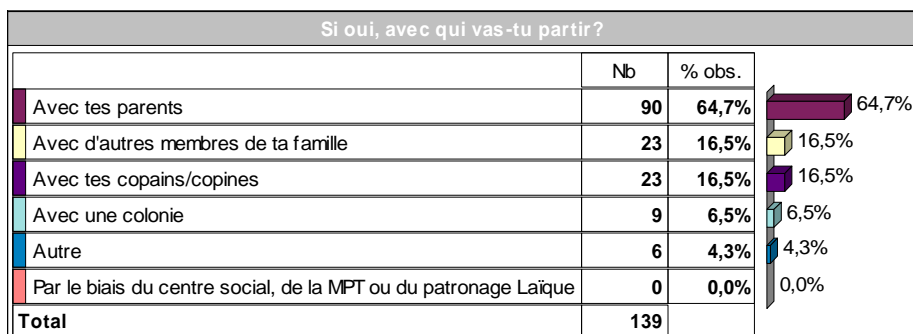 Si oui, avec qui vas-tu partir?
Nb % obs.
Avec tes parents 90 64,7% 64,7%
Avec d'autres membres de ta famille 23 16,5% 16,5%
Avec tes copains/copines 23 16,5% 16,5%
Avec une colonie 9 6,5% 6,5%
Autre 6 4,3% 4,3%
Par le biais du centre social, de la MPT ou du patronage Laïque 0 0,0% 0,0%
Total 139